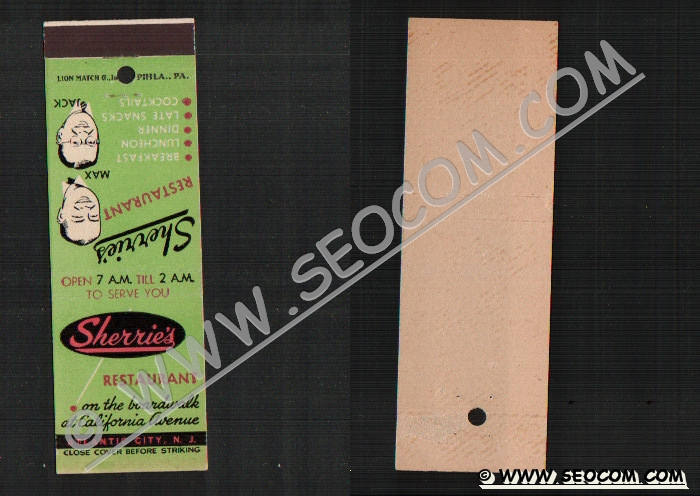 LION MATCH C., PHILA., PA.
Sherrie's
RESTAURANT
BREAKFAST
LUNCHEON
DINNER
LATE SNACKS
COCKTAILS
JACK
MAX
OPEN 7 A.M. TILL 2 A.M.
TO SERVE YOU
Sherrie's
RESTAURANT
on the boardwalk
at California Avenue
ATLANTIC CITY, N. J.
CLOSE COVER BEFORE STRIKING
© WWW.SEOCOM.COM
© WWW.SEOCOM.COM